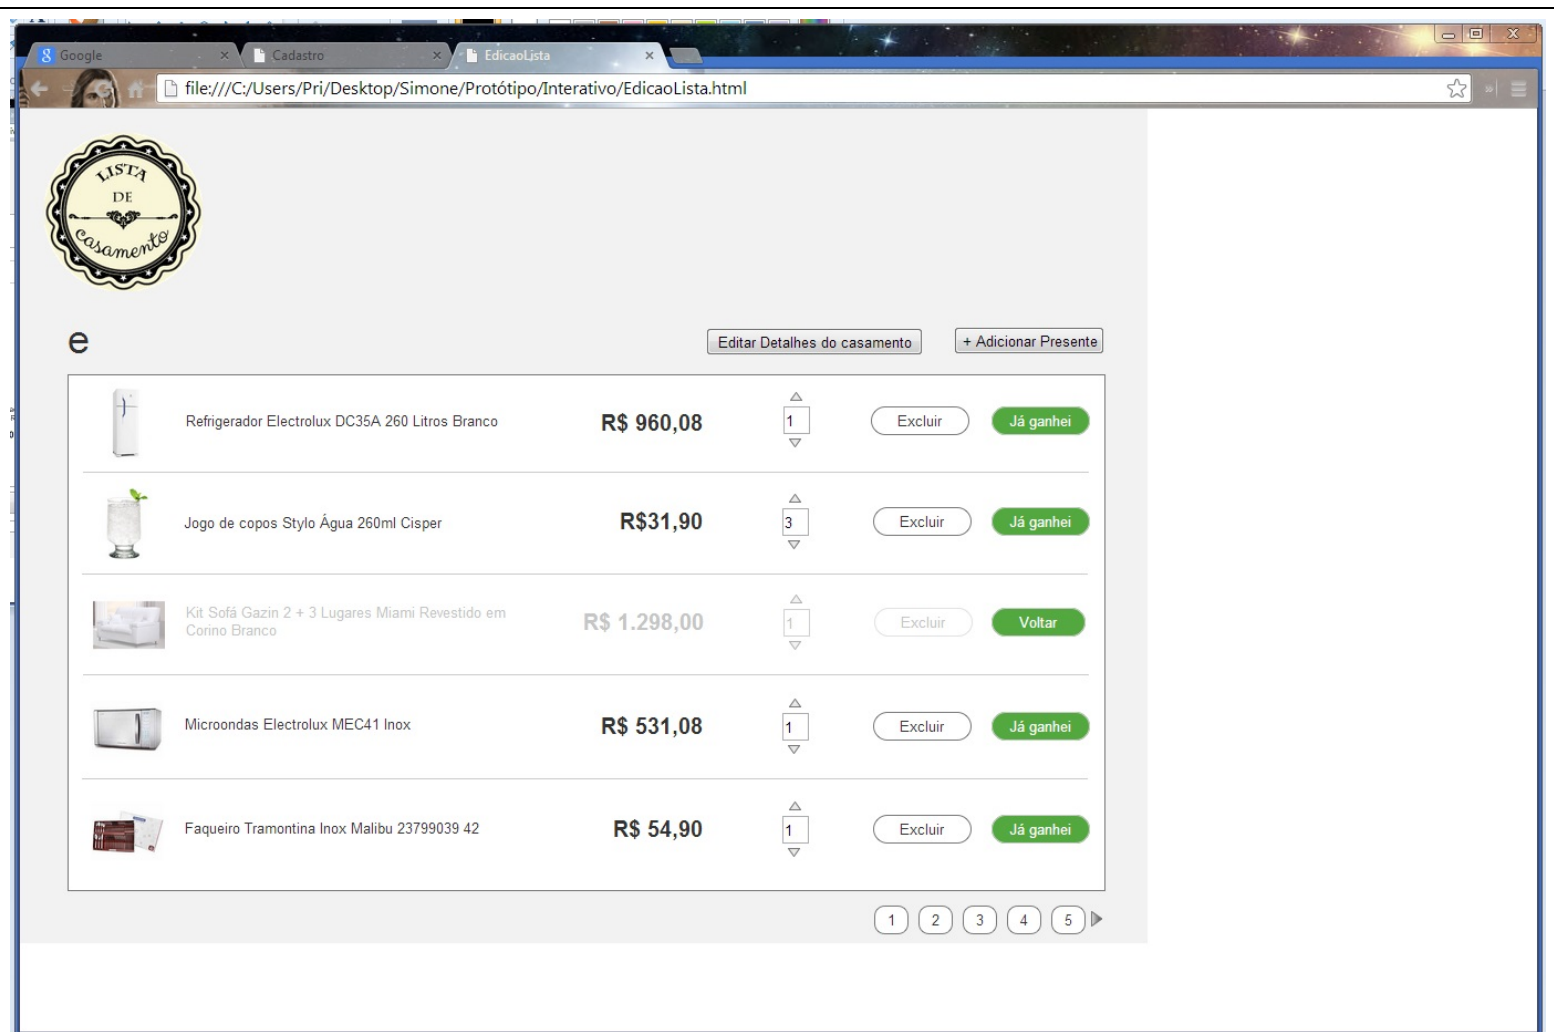 Google
Cadastro
EdicaoLista
file:///C:/Users/Pri/Desktop/Simone/Protótipo/Interativo/EdicaoLista.html
LISTA
DE
casamento
e
Editar Detalhes do casamento
+ Adicionar Presente
Refrigerador Electrolux DC35A 260 Litros Branco
R$ 960,08
1
Excluir
Já ganhei
Jogo de copos Stylo Água 260ml Cisper
R$31,90
3
Excluir
Já ganhei
Kit Sofá Gazin 2 + 3 Lugares Miami Revestido em
Corino Branco
R$ 1.298,00
1
Excluir
Voltar
Microondas Electrolux MEC41 Inox
R$ 531,08
1
Excluir
Já ganhei
Faqueiro Tramontina Inox Malibu 23799039 42
R$ 54,90
1
Excluir
Já ganhei
1 2 3 4 5